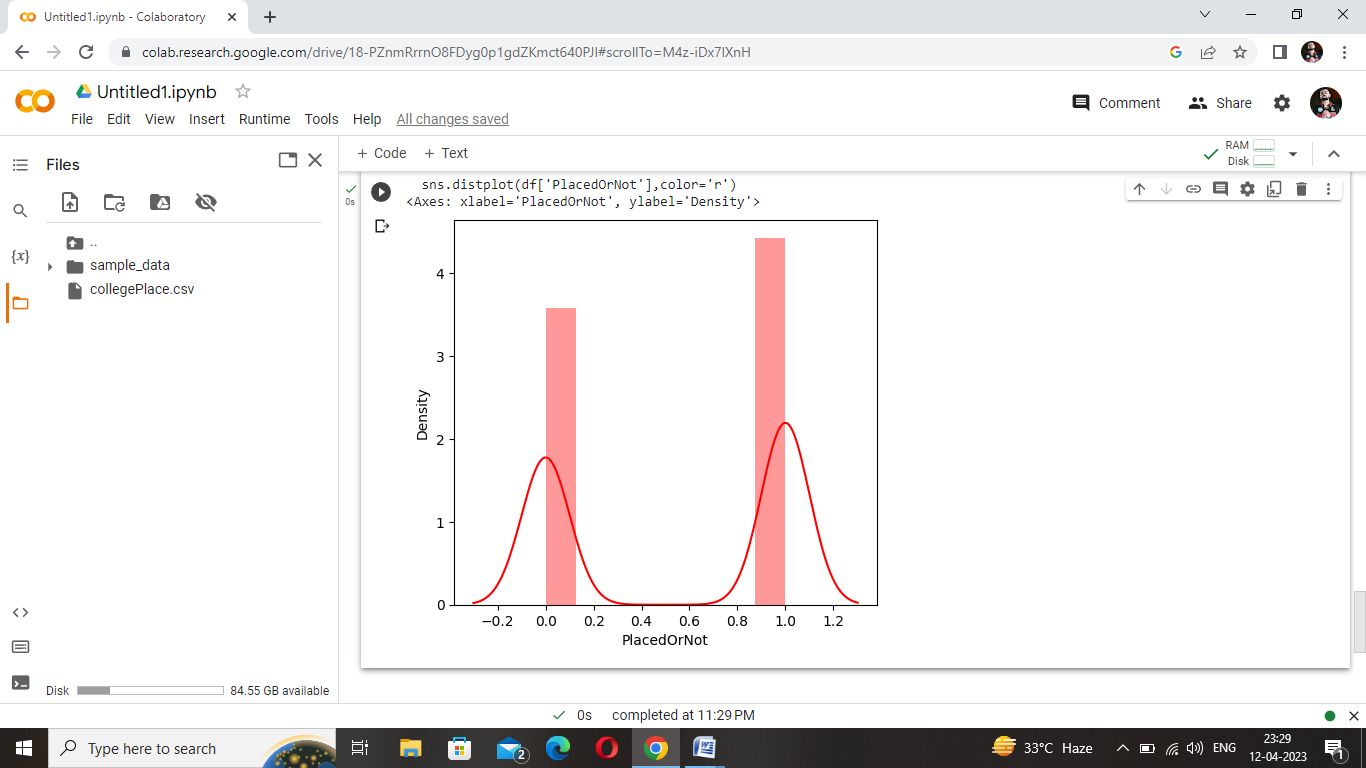 Untitled1.ipynb - Colaboratory
colab.research.google.com/drive/18-PZnmRrrnO8FDyg0p1gdZKmct640PJI#scrollTo=M4z-iDx7lXnH
Untitled1.ipynb
Comment
Share
File Edit View Insert Runtime Tools Help All changes saved
Files
+ Code + Text
RAM
Disk
..
sample_data
collegePlace.csv
{x}
0s
sns.distplot(df['PlacedOrNot'],color='r')
<Axes: xlabel='PlacedOrNot', ylabel='Density'>
4
3
2
1
0
Density
−0.2 0.0 0.2 0.4 0.6 0.8 1.0 1.2
PlacedOrNot
Disk 84.55 GB available
0s completed at 11:29 PM
Type here to search
2
33°C Haze
ENG
23:29
12-04-2023
1